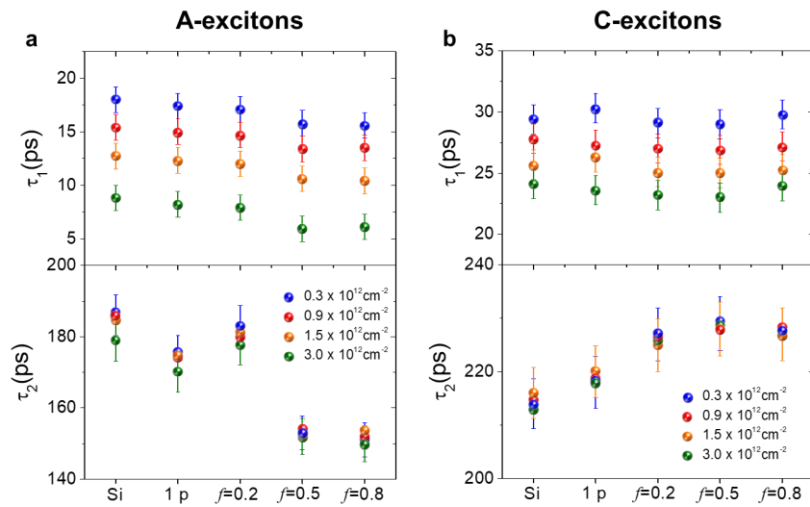 A-excitons
C-excitons
a
b
τ₁(ps)
20
15
10
5
200
τ₂(ps)
180
160
140
0.3 x 10¹²cm⁻²
0.9 x 10¹²cm⁻²
1.5 x 10¹²cm⁻²
3.0 x 10¹²cm⁻²
Si 1 p f=0.2 f=0.5 f=0.8
τ₁(ps)
35
30
25
20
240
τ₂(ps)
220
200
0.3 x 10¹²cm⁻²
0.9 x 10¹²cm⁻²
1.5 x 10¹²cm⁻²
3.0 x 10¹²cm⁻²
Si 1 p f=0.2 f=0.5 f=0.8